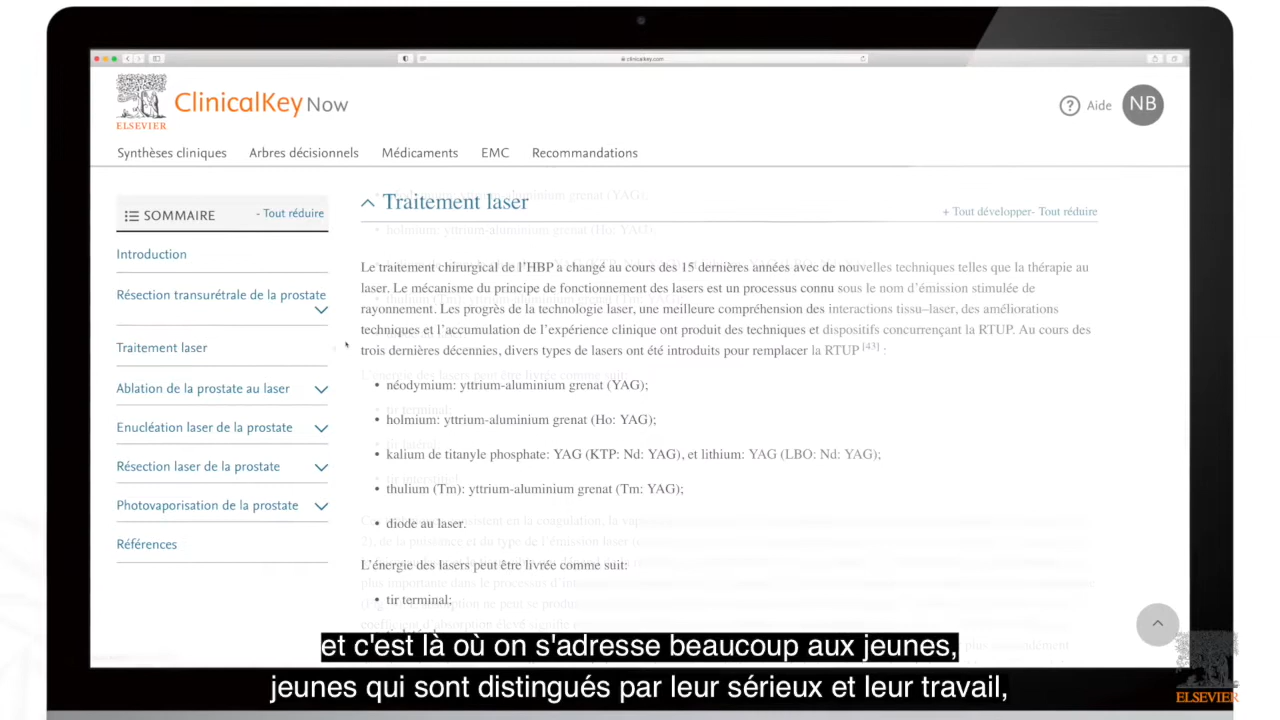 clinicalkey.com
ELSEVIER
ClinicalKey Now
Aide
NB
Synthèses cliniques
Arbres décisionnels
Médicaments
EMC
Recommandations
SOMMAIRE
- Tout réduire
Introduction
Résection transurétrale de la prostate
Traitement laser
Ablation de la prostate au laser
Enucléation laser de la prostate
Résection laser de la prostate
Photovaporisation de la prostate
Références
Traitement laser
+ Tout développer- Tout réduire
Le traitement chirurgical de l’HBP a changé au cours des 15 dernières années avec de nouvelles techniques telles que la thérapie au
laser. Le mécanisme du principe de fonctionnement des lasers est un processus connu sous le nom d’émission stimulée de
rayonnement. Les progrès de la technologie laser, une meilleure compréhension des interactions tissu–laser, des améliorations
techniques et l’accumulation de l’expérience clinique ont produit des techniques et dispositifs concurrençant la RTUP. Au cours des
trois dernières décennies, divers types de lasers ont été introduits pour remplacer la RTUP [43] :
• néodymium: yttrium-aluminium grenat (YAG);
• holmium: yttrium-aluminium grenat (Ho: YAG);
• kalium de titanyle phosphate: YAG (KTP: Nd: YAG), et lithium: YAG (LBO: Nd: YAG);
• thulium (Tm): yttrium-aluminium grenat (Tm: YAG);
• diode au laser.
L’énergie des lasers peut être livrée comme suit:
• tir terminal;
et c'est là où on s'adresse beaucoup aux jeunes,
jeunes qui sont distingués par leur sérieux et leur travail,
ELSEVIER